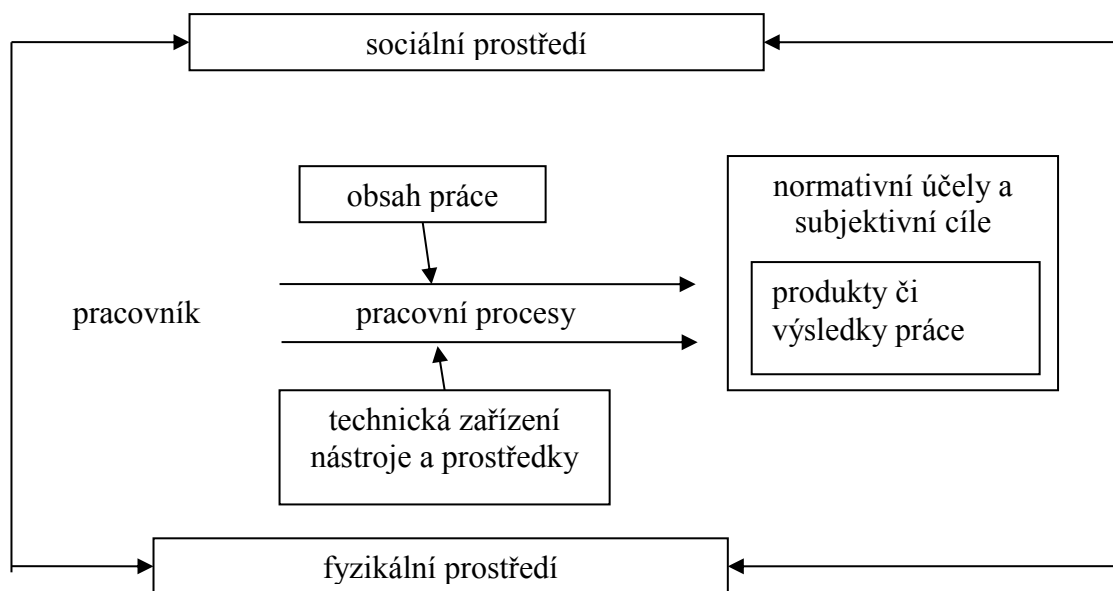 sociální prostředí
obsah práce
normativní účely a
subjektivní cíle
produkty či
výsledky práce
pracovník
pracovní procesy
technická zařízení
nástroje a prostředky
fyzikální prostředí